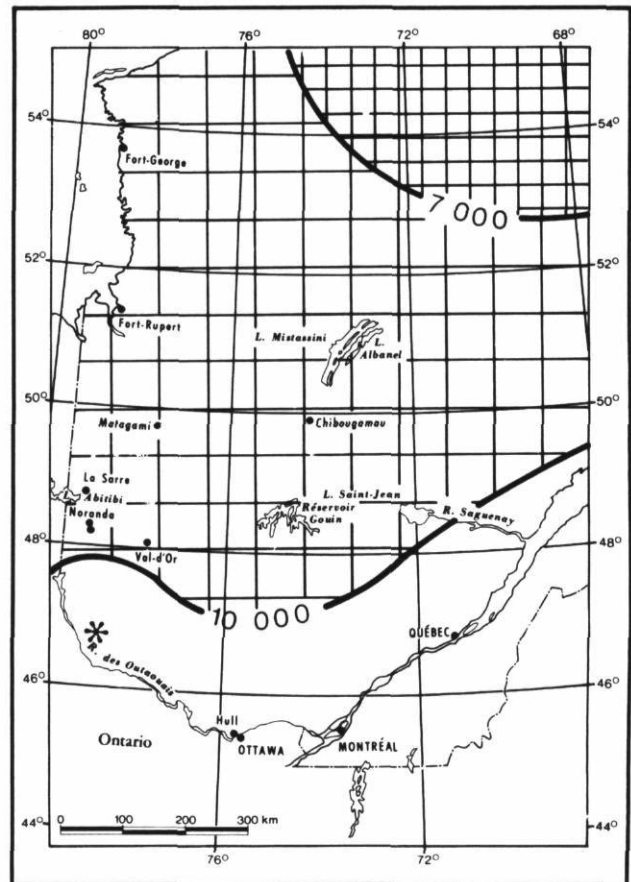 80° 76° 72° 68°
54° 54°
Fort-George
7 000
52° 52°
Fort-Rupert
L. Mistassini
L. Albanel
50° 50°
Matagami
Chibougamau
La Sarre
Abitibi
L. Saint-Jean
Réservoir
Gouin
R. Saguenay
Noranda
48° 48°
Val-d'Or
10 000
QUÉBEC
R. des Outaouais
46° 46°
Hull
Ontario
OTTAWA
MONTRÉAL
0 100 200 300 km
44° 44°
76° 72°